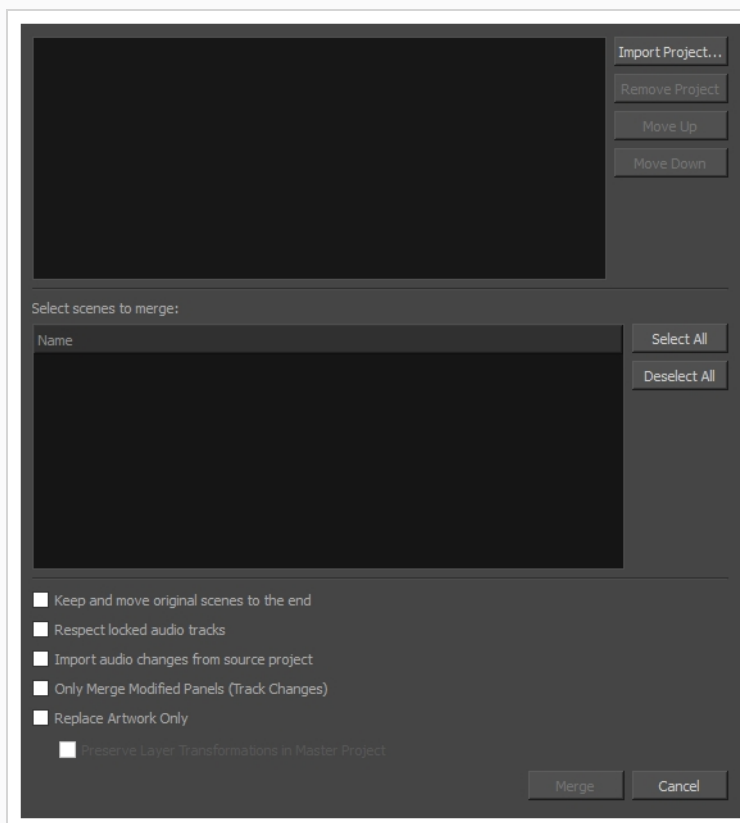 Import Project...
Remove Project
Move Up
Move Down
Select scenes to merge:
Name
Select All
Deselect All
Keep and move original scenes to the end
Respect locked audio tracks
Import audio changes from source project
Only Merge Modified Panels (Track Changes)
Replace Artwork Only
Preserve Layer Transformations in Master Project
Merge
Cancel